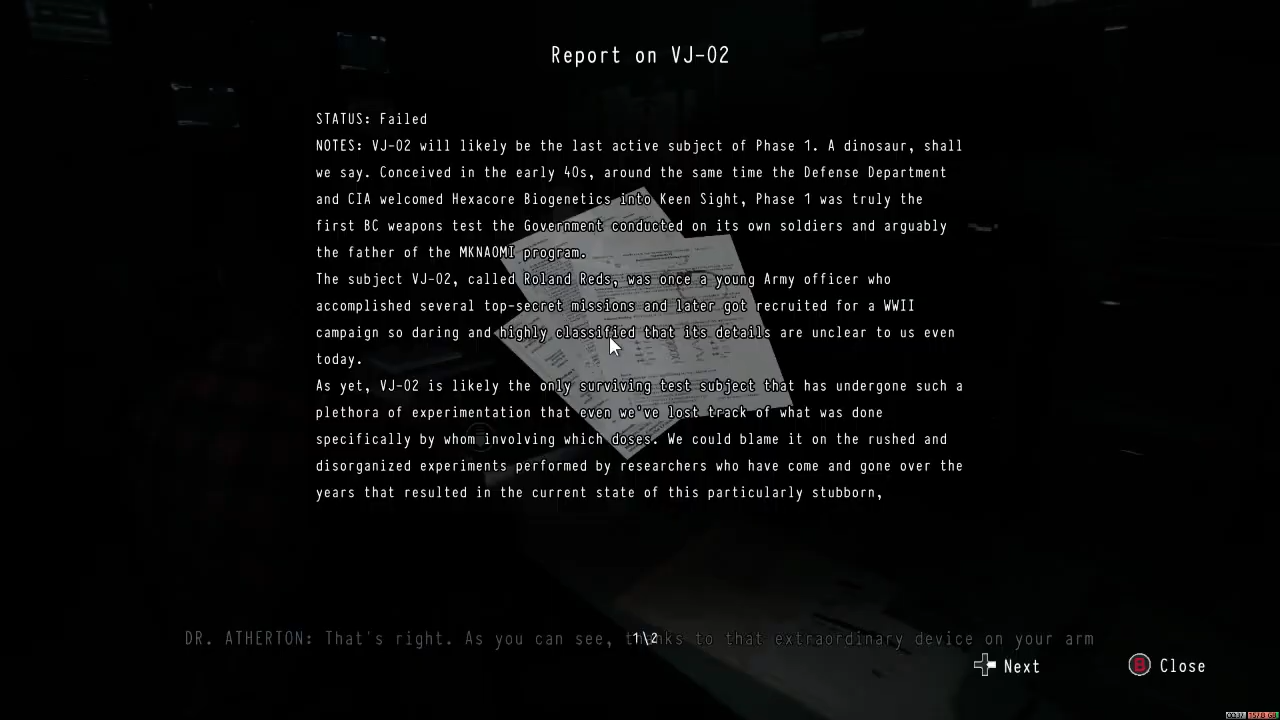 Report on VJ-02
STATUS: Failed
NOTES: VJ-02 will likely be the last active subject of Phase 1. A dinosaur, shall
we say. Conceived in the early 40s, around the same time the Defense Department
and CIA welcomed Hexacore Biogenetics into Keen Sight, Phase 1 was truly the
first BC weapons test the Government conducted on its own soldiers and arguably
the father of the MKNAOMI program.
The subject VJ-02, called Roland Reds, was once a young Army officer who
accomplished several top-secret missions and later got recruited for a WWII
campaign so daring and highly classified that its details are unclear to us even
today.
As yet, VJ-02 is likely the only surviving test subject that has undergone such a
plethora of experimentation that even we've lost track of what was done
specifically by whom involving which doses. We could blame it on the rushed and
disorganized experiments performed by researchers who have come and gone over the
years that resulted in the current state of this particularly stubborn,
DR. ATHERTON: That's right. As you can see, thanks to that extraordinary device on your arm
1\2
Next
B Close